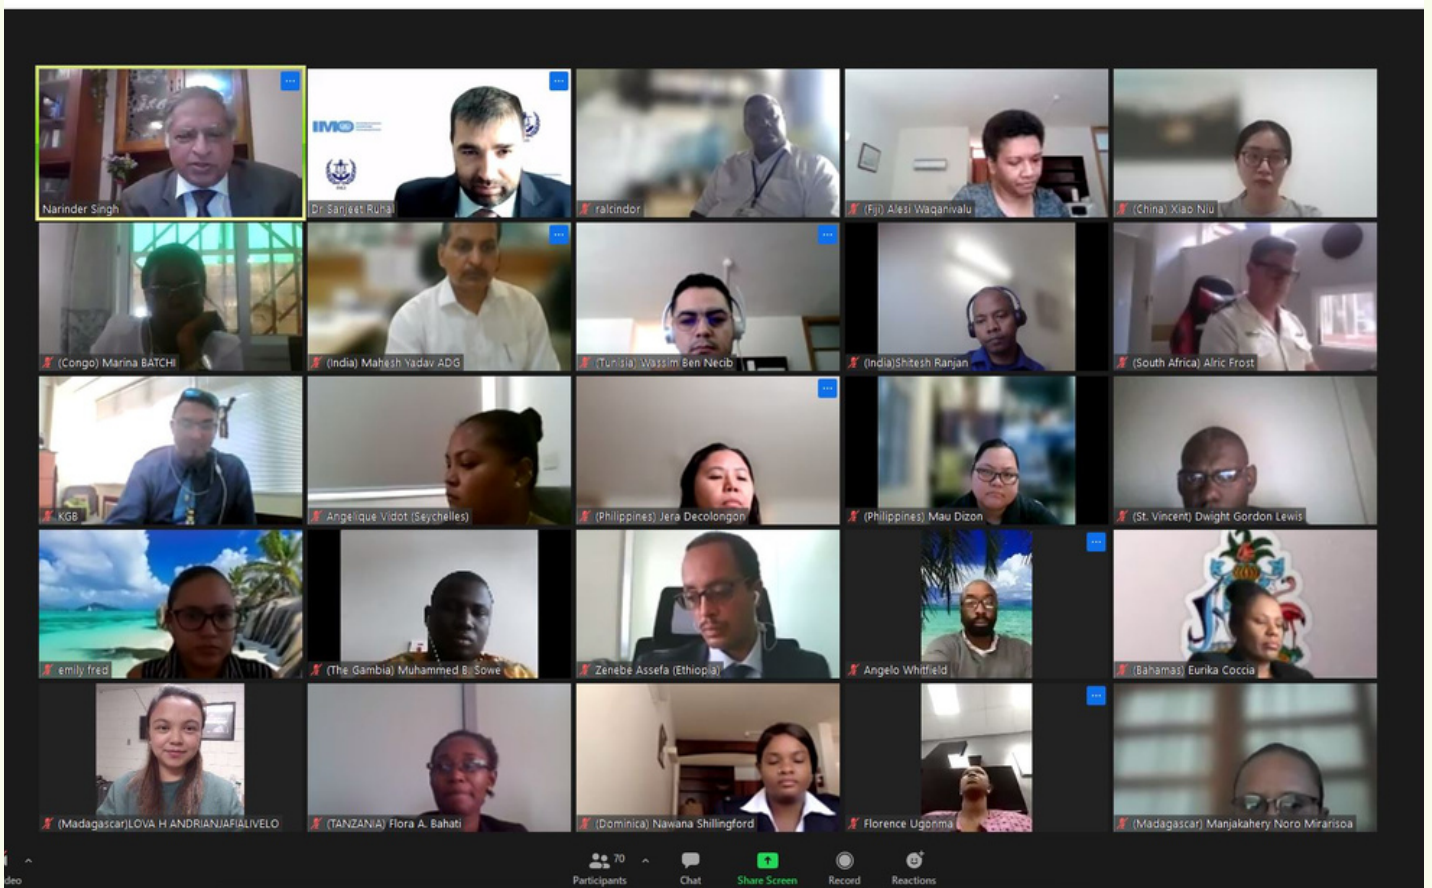 Narinder Singh
IMO
Dr. Sanjeet Ruhal
ralcindor
(Fiji) Alesi Waqanivalu
(China) Xiao Niu
(Congo) Marina BATCHI
(India) Mahesh Yadav ADG
(Tunisia) Wassim Ben Necib
(India)Shitesh Ranjan
(South Africa) Alric Frost
KGB
Angelique Vidot (Seychelles)
(Philippines) Jera Decolongon
(Philippines) Mau Dizon
(St. Vincent) Dwight Gordon Lewis
emily.fred
(The Gambia) Muhammed B. Sowe
Zenebe Assefa (Ethiopia)
Angelo Whitfield
(Bahamas) Eurika Coccia
(Madagascar)LOVA H ANDRIANJAFIALIVELO
(TANZANIA) Flora A. Bahati
(Dominica) Nawana Shillingford
Florence Ugonma
(Madagascar) Manjakahery Noro Mirarisoa
deo
70
Participants
Chat
Share Screen
Record
Reactions